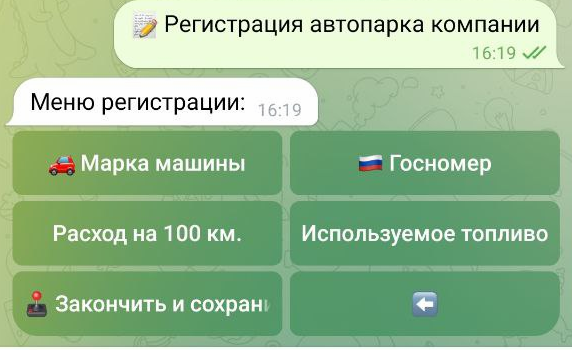 📝 Регистрация автопарка компании
16:19
Меню регистрации: 16:19
🚗 Марка машины
🇷🇺 Госномер
Расход на 100 км.
Используемое топливо
🕹 Закончить и сохрани
⬅